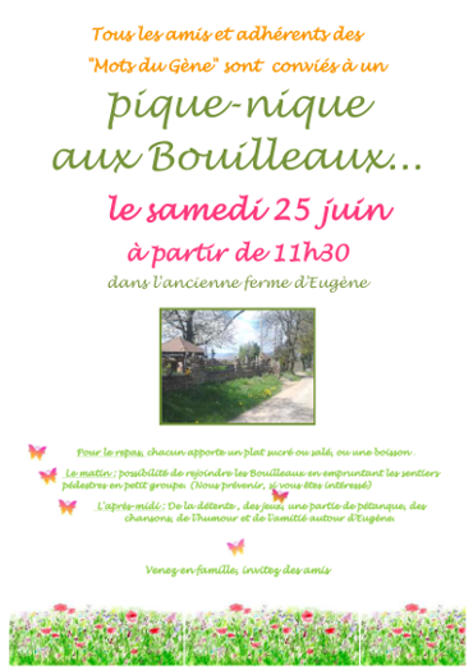 Tous les amis et adhérents des
"Mots du Gène" sont conviés à un
pique-nique
aux Bouilleaux...
le samedi 25 juin
à partir de 11h30
dans l'ancienne ferme d'Eugène
Pour le repas, chacun apporte un plat sucré ou salé, ou une boisson
Le matin : possibilité de rejoindre les Bouilleaux en empruntant les sentiers
pédestres en petit groupe. (Nous prévenir, si vous êtes intéressé)
L'après-midi : De la détente , des jeux, une partie de pétanque, des
chansons, de l'humour et de l'amitié autour d'Eugène.
Venez en famille, invitez des amis